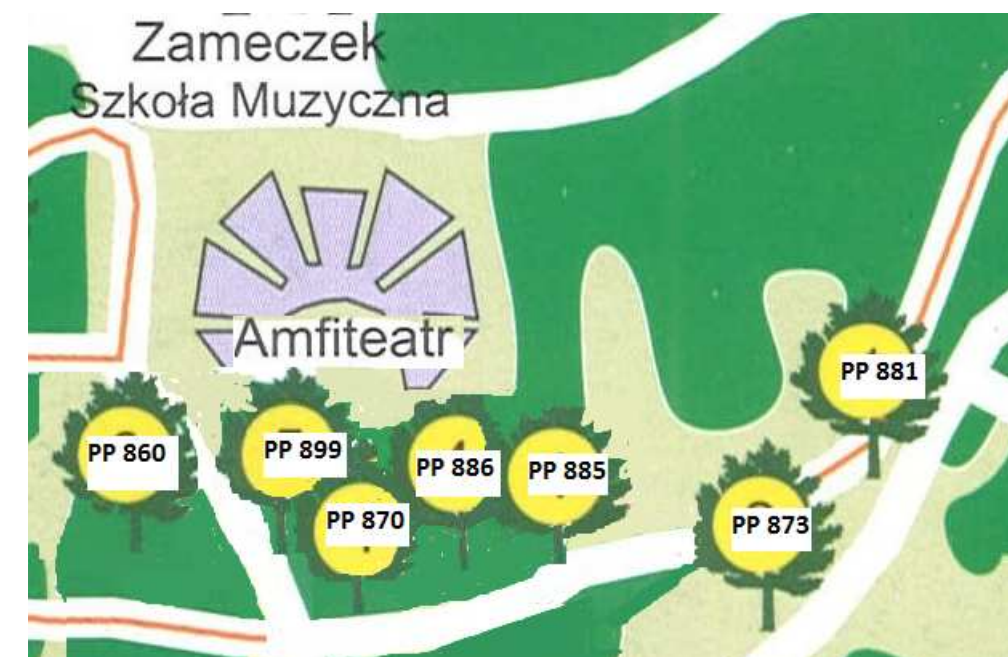 Zameczek
Szkoła Muzyczna
Amfiteatr
PP 881
PP 860
PP 899
PP 886
PP 885
PP 870
PP 873